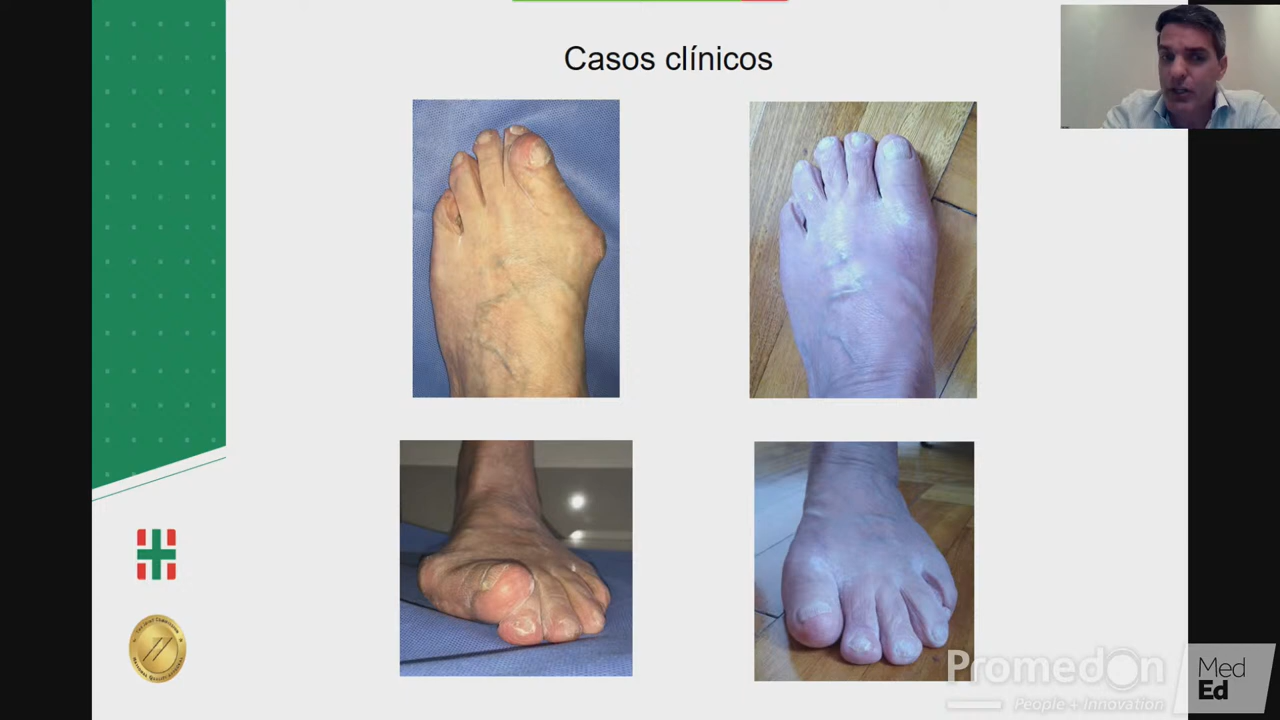 Casos clínicos
Promedon
People + Innovation
Med
Ed